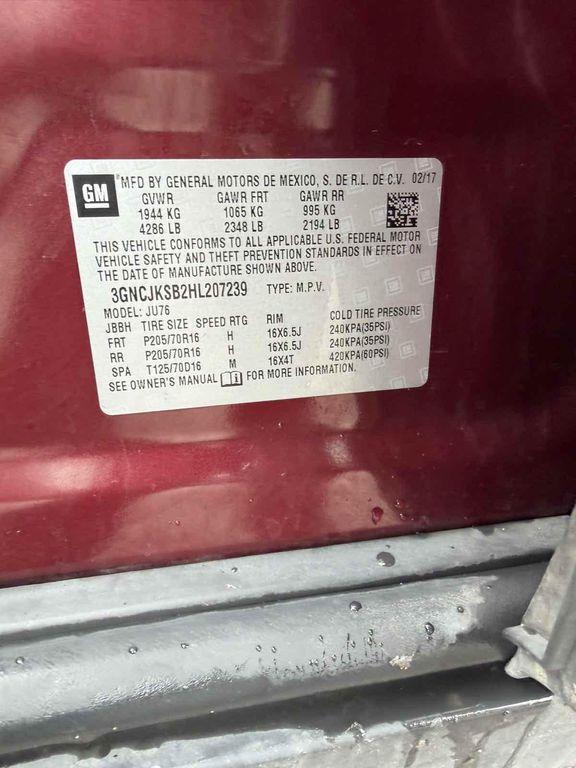 GM
®MFD BY GENERAL MOTORS DE MEXICO, S. DE R.L. DE C.V. 02/17
GVWR GAWR FRT GAWR RR
1944 KG 1065 KG 995 KG
4286 LB 2348 LB 2194 LB
THIS VEHICLE CONFORMS TO ALL APPLICABLE U.S. FEDERAL MOTOR
VEHICLE SAFETY AND THEFT PREVENTION STANDARDS IN EFFECT ON
THE DATE OF MANUFACTURE SHOWN ABOVE.
3GNCJKSB2HL207239 TYPE: M.P.V.
MODEL: JU76
JBBH TIRE SIZE SPEED RTG RIM COLD TIRE PRESSURE
FRT P205/70R16 H 16X6.5J 240KPA(35PSI)
RR P205/70R16 H 16X6.5J 240KPA(35PSI)
SPA T125/70D16 M 16X4T 420KPA(60PSI)
SEE OWNER'S MANUAL FOR MORE INFORMATION.